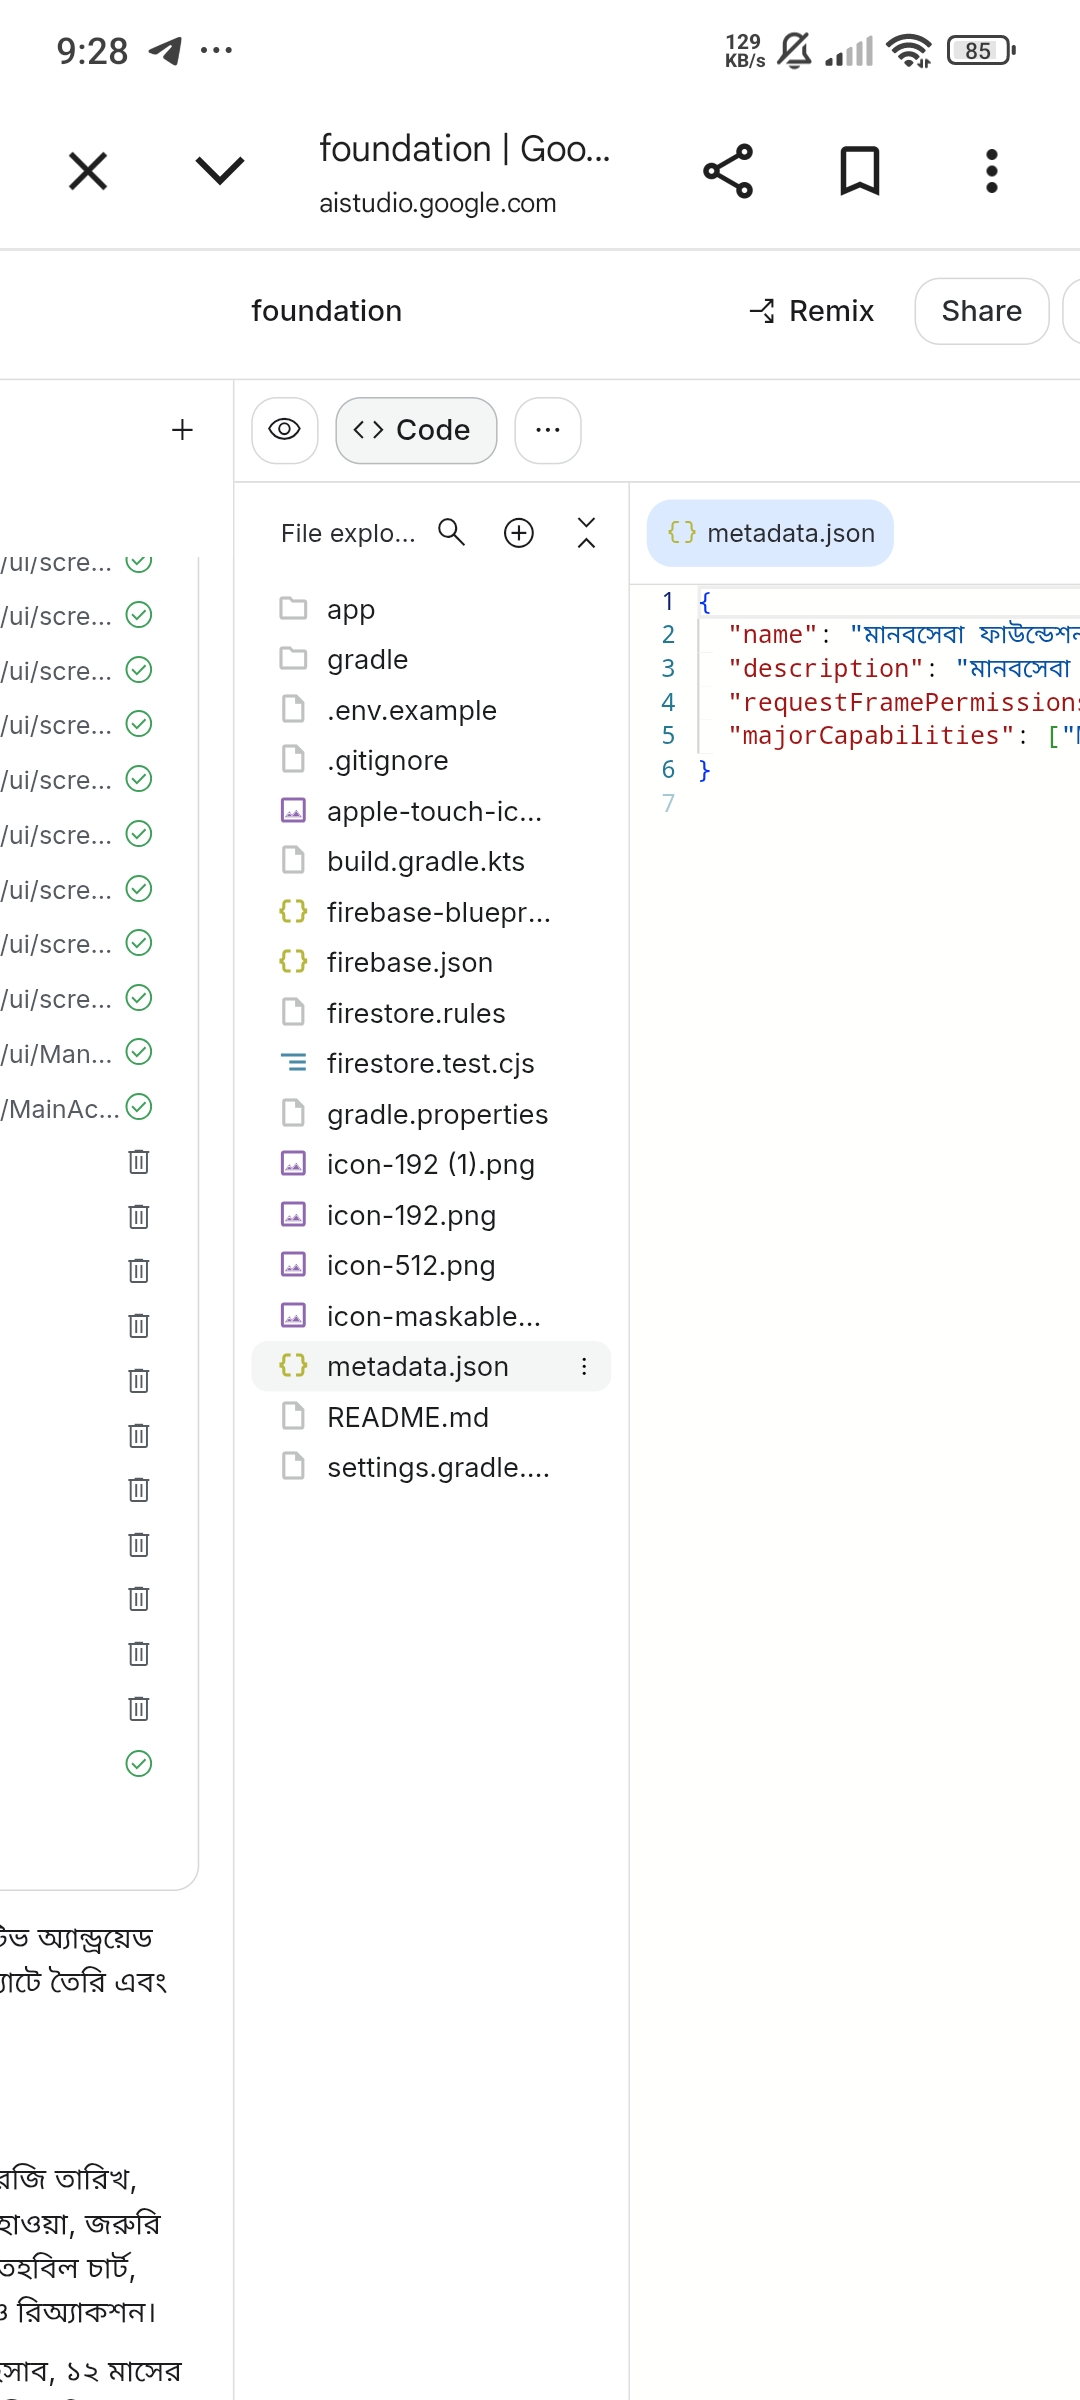 9:28 ...
129 KB/s 85
foundation | Goo...
aistudio.google.com
foundation
Remix
Share
Code
File explo...
metadata.json
/ui/scre...
/ui/scre...
/ui/scre...
/ui/scre...
/ui/scre...
/ui/scre...
/ui/scre...
/ui/scre...
/ui/scre...
/ui/Man...
/MainAc...
অ্যান্ড্রয়েড
তৈরি এবং
তারিখ,
জরুরি
চার্ট,
রিঅ্যাকশন।
১২ মাসের
app
gradle
.env.example
.gitignore
apple-touch-ic...
build.gradle.kts
firebase-bluepr...
firebase.json
firestore.rules
firestore.test.cjs
gradle.properties
icon-192 (1).png
icon-192.png
icon-512.png
icon-maskable...
metadata.json
README.md
settings.gradle....
1 {
2 "name": "মানবসেবা ফাউন্ডেশন
3 "description": "মানবসেবা
4 "requestFramePermissions
5 "majorCapabilities": ["
6 }
7